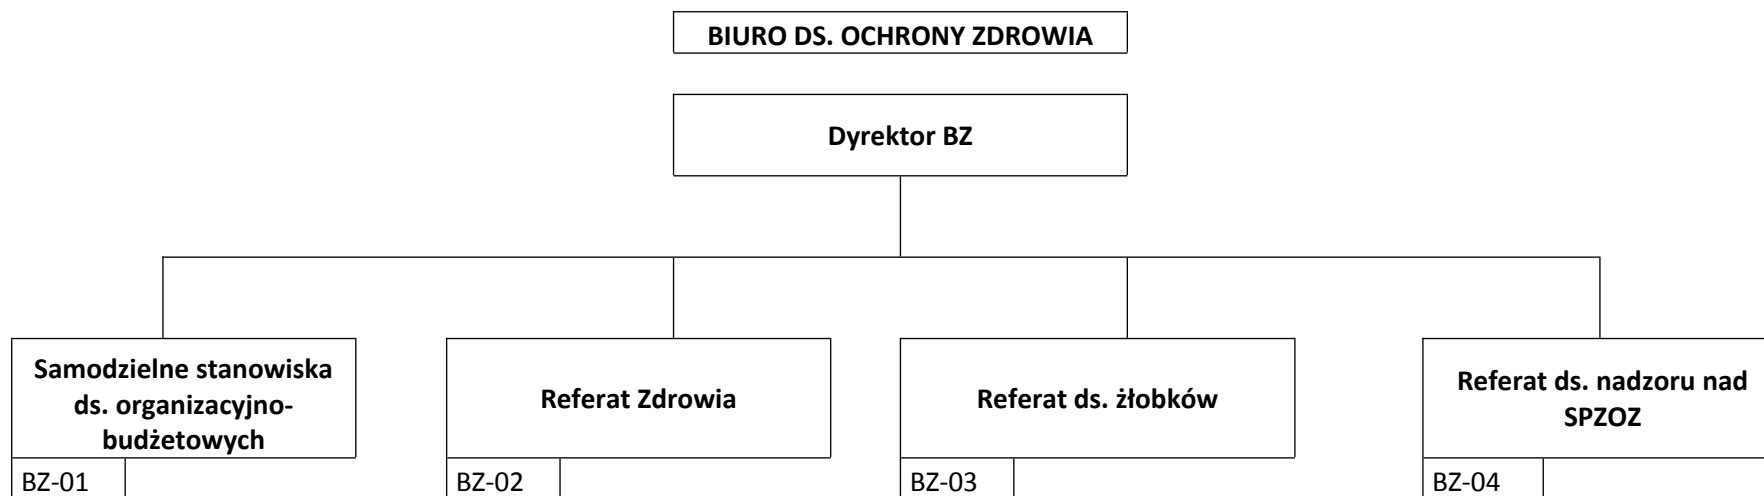 BIURO DS. OCHRONY ZDROWIA
Dyrektor BZ
Samodzielne stanowiska
ds. organizacyjno-
budżetowych
Referat Zdrowia
Referat ds. żłobków
Referat ds. nadzoru nad
SPZOZ
BZ-01
BZ-02
BZ-03
BZ-04